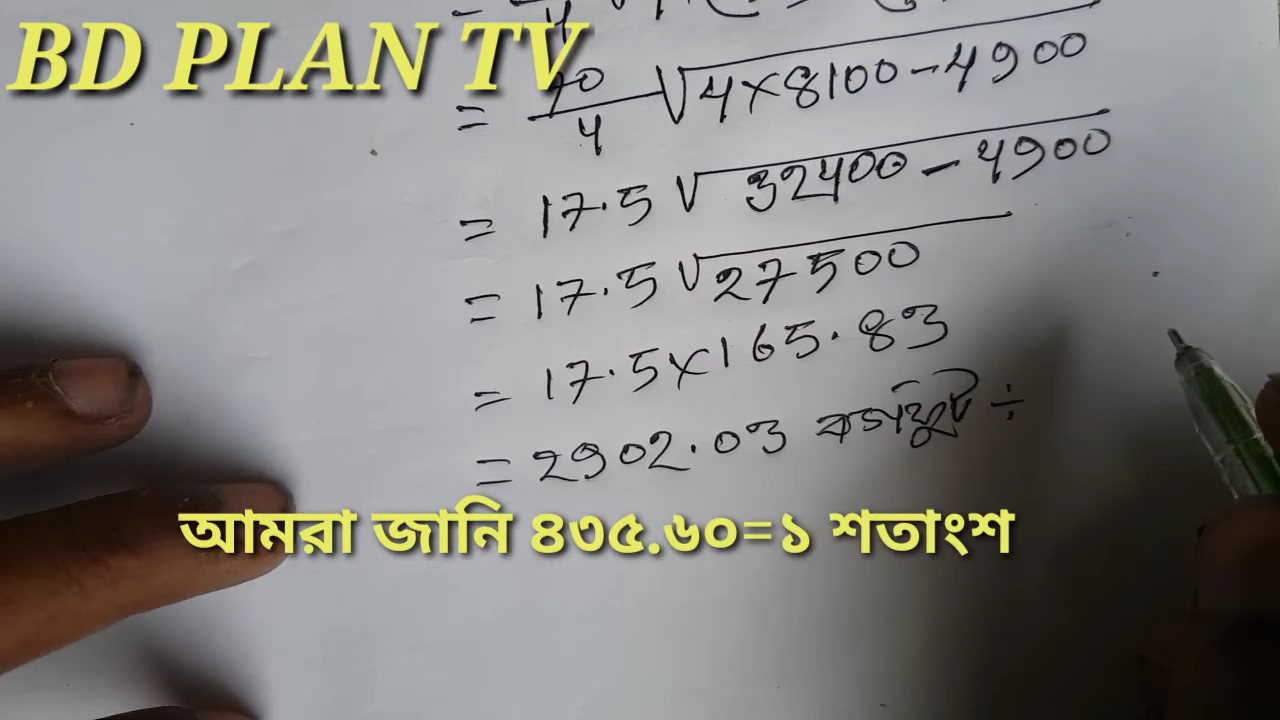 BD PLAN TV
= 70/4 √4×8100-4900
= 17.5 √32400-4900
= 17.5 √27500
= 17.5×165.83
= 2902.03 বর্গফুট ÷
আমরা জানি ৪৩৫.৬০=১ শতাংশ